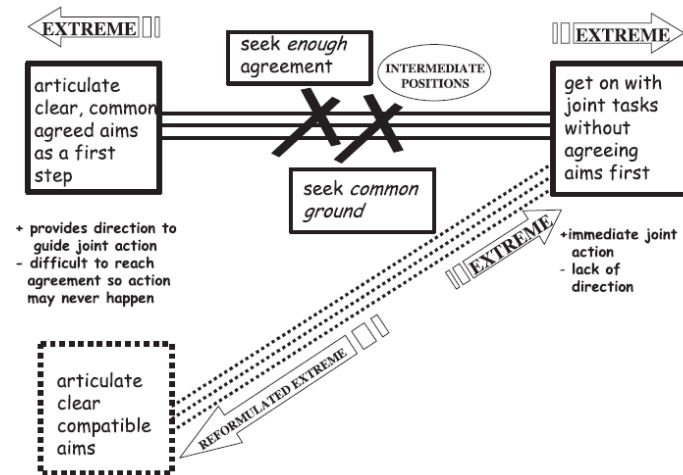 EXTREME
EXTREME
seek enough
agreement
INTERMEDIATE
POSITIONS
articulate
clear, common
agreed aims
as a first
step
get on with
joint tasks
without
agreeing
aims first
seek common
ground
+ provides direction to
guide joint action
- difficult to reach
agreement so action
may never happen
EXTREME
+immediate joint
action
- lack of
direction
articulate
clear
compatible
aims
REFORMULATED EXTREME